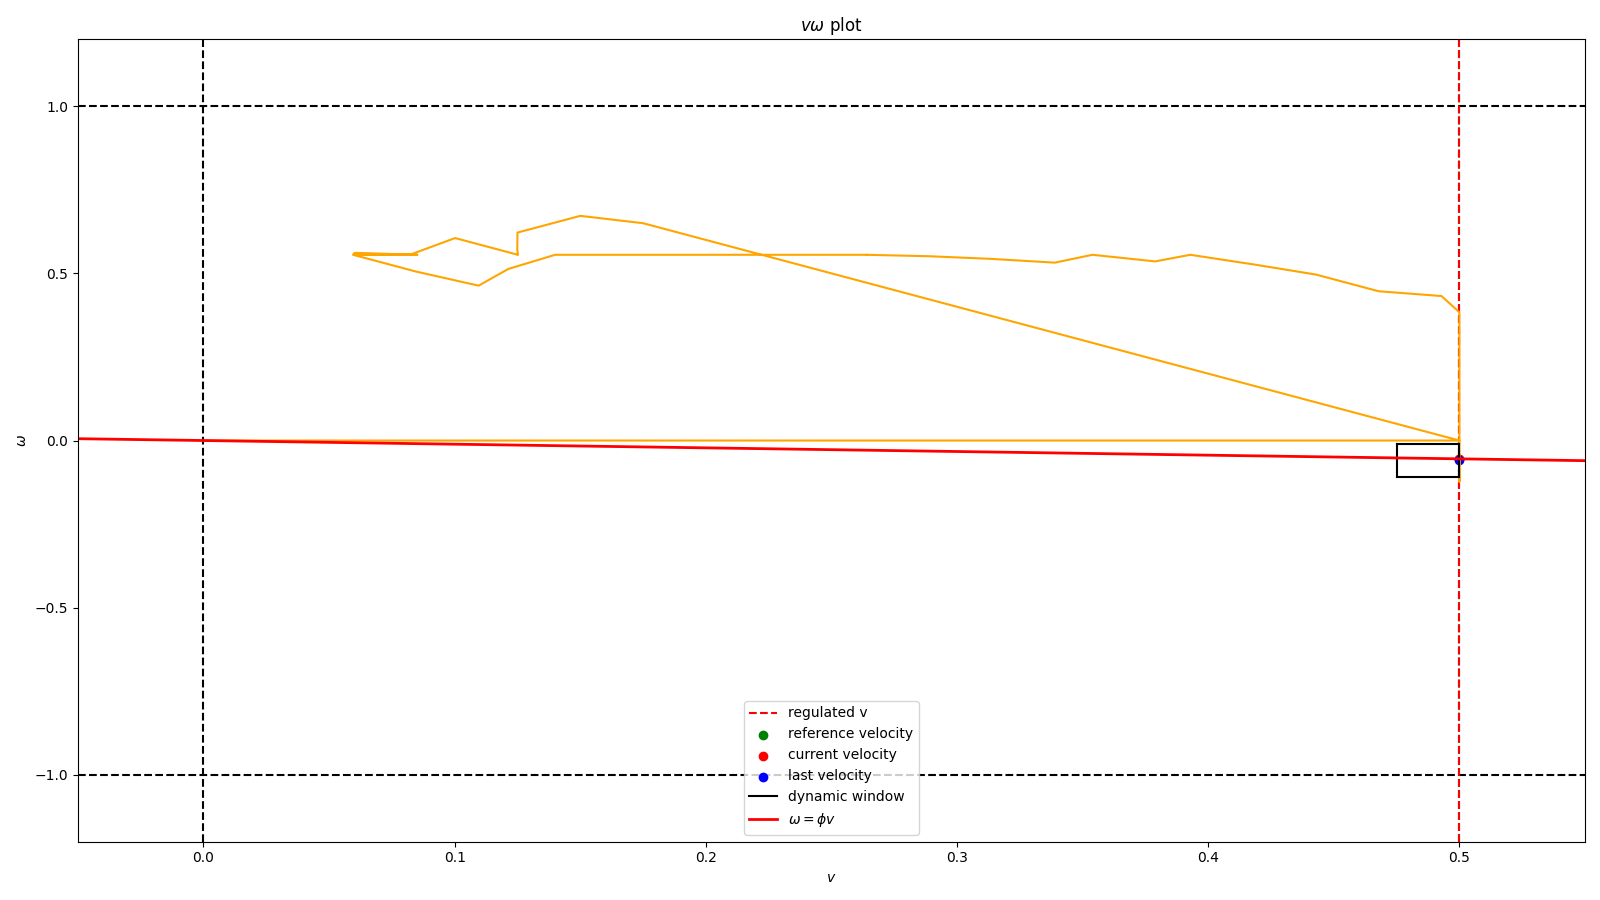 vω plot
1.0
0.5
0.0
−0.5
−1.0
ω
0.0 0.1 0.2 0.3 0.4 0.5
v
regulated v
reference velocity
current velocity
last velocity
dynamic window
ω = ϕv